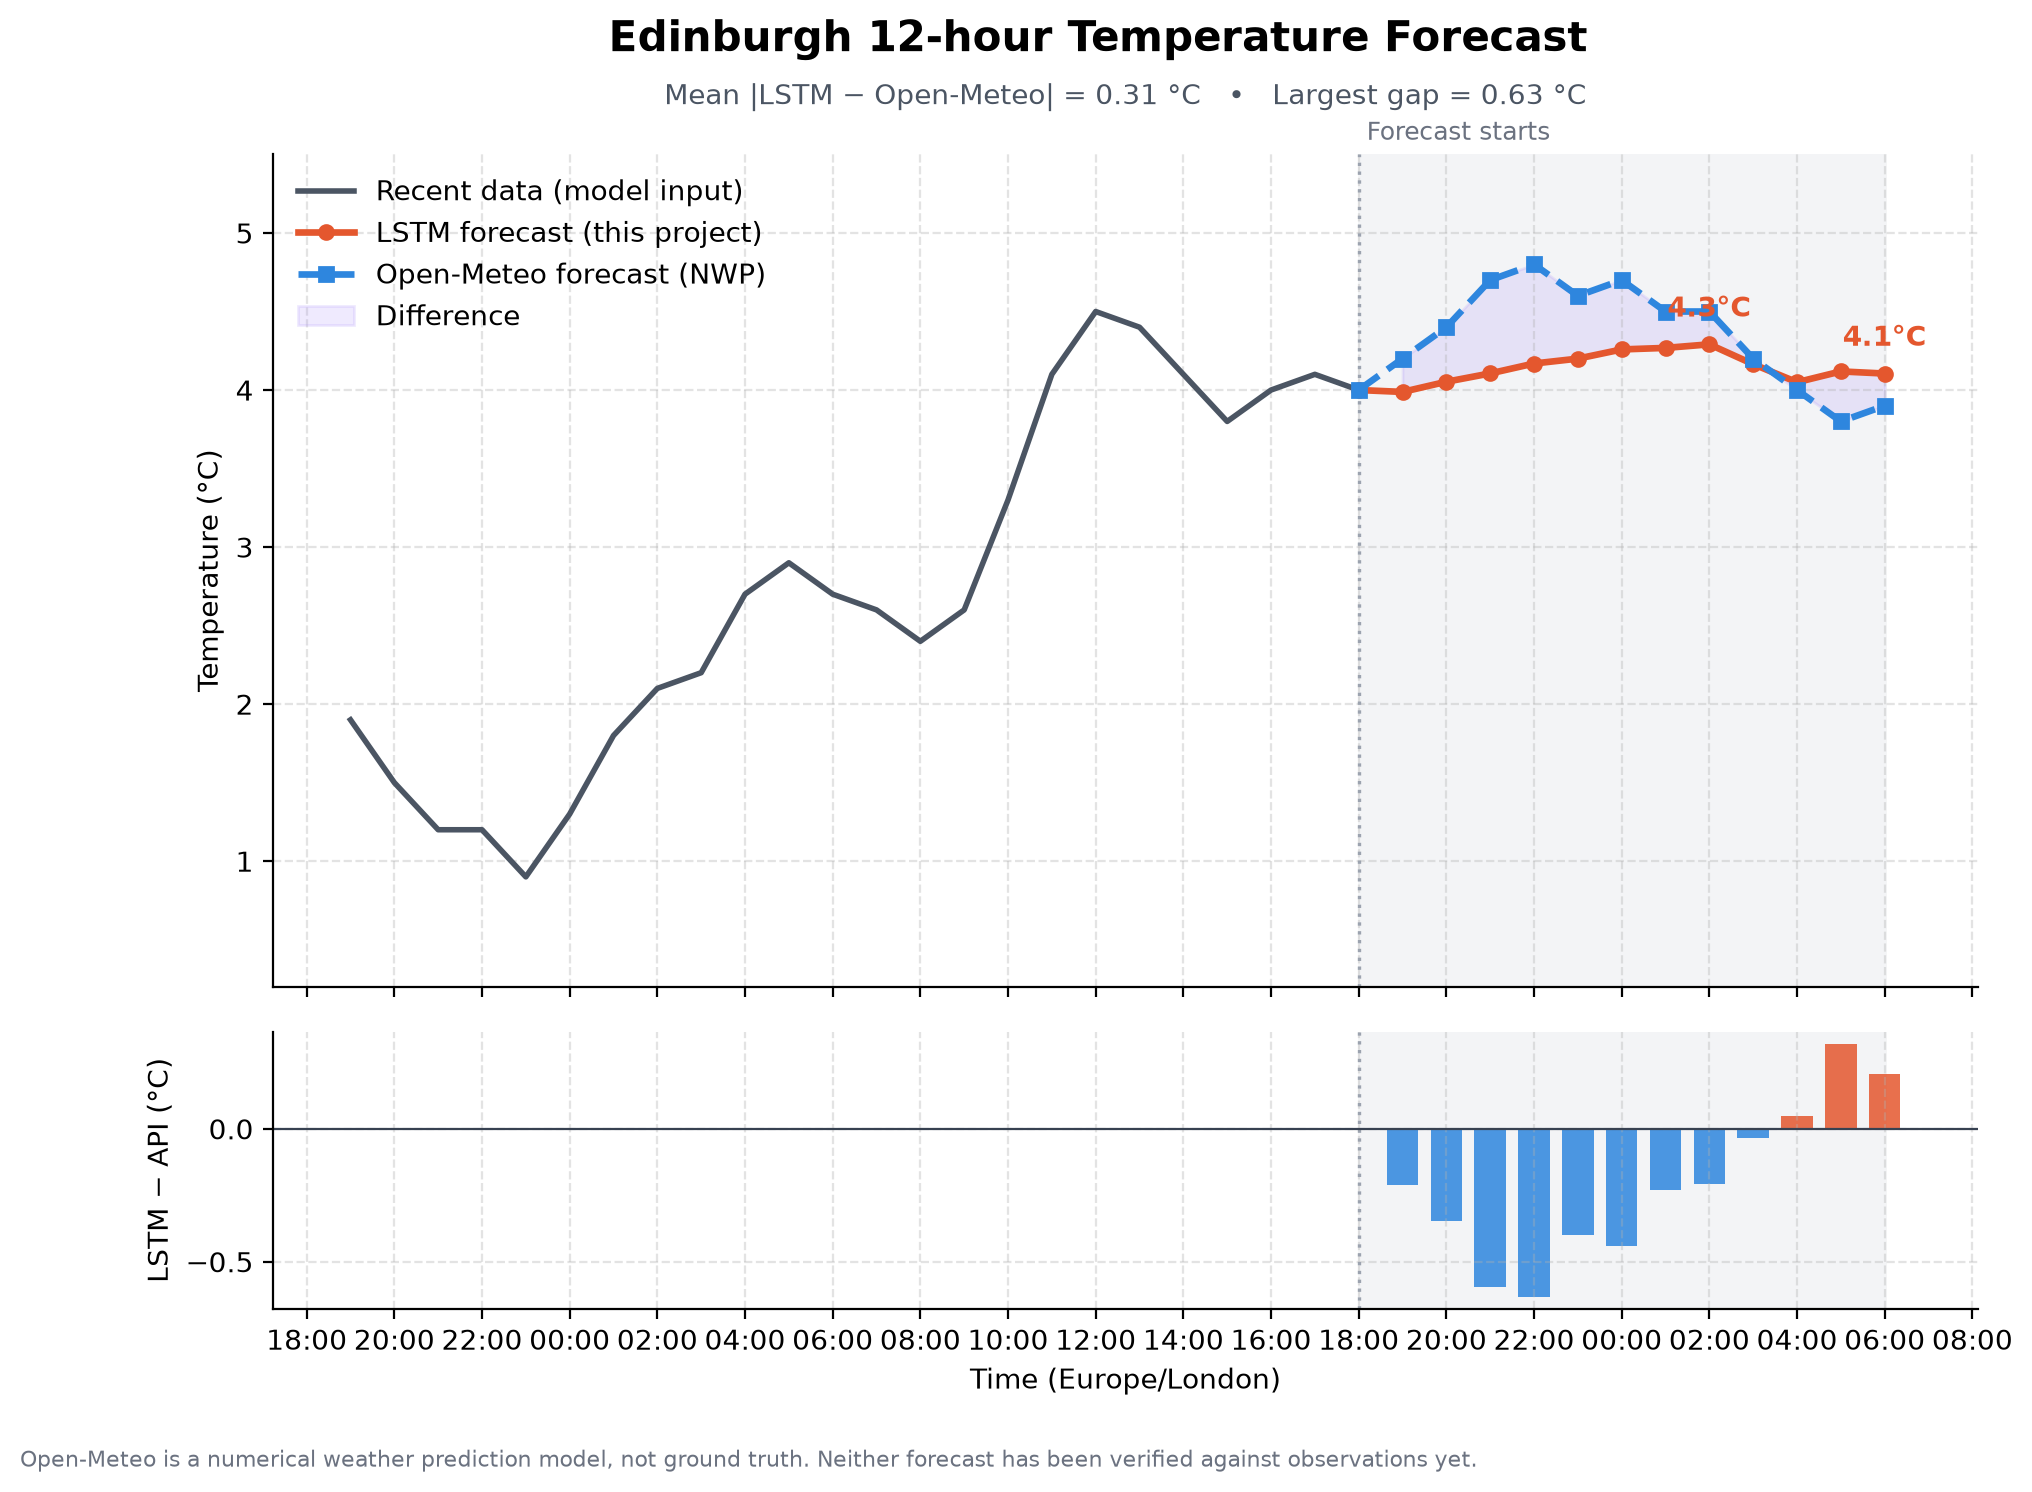 Edinburgh 12-hour Temperature Forecast
Mean |LSTM − Open-Meteo| = 0.31 °C • Largest gap = 0.63 °C
Forecast starts
Recent data (model input)
LSTM forecast (this project)
Open-Meteo forecast (NWP)
Difference
5
4
3
2
1
Temperature (°C)
4.3°C
4.1°C
0.0
−0.5
LSTM − API (°C)
18:00 20:00 22:00 00:00 02:00 04:00 06:00 08:00 10:00 12:00 14:00 16:00 18:00 20:00 22:00 00:00 02:00 04:00 06:00 08:00
Time (Europe/London)
Open-Meteo is a numerical weather prediction model, not ground truth. Neither forecast has been verified against observations yet.